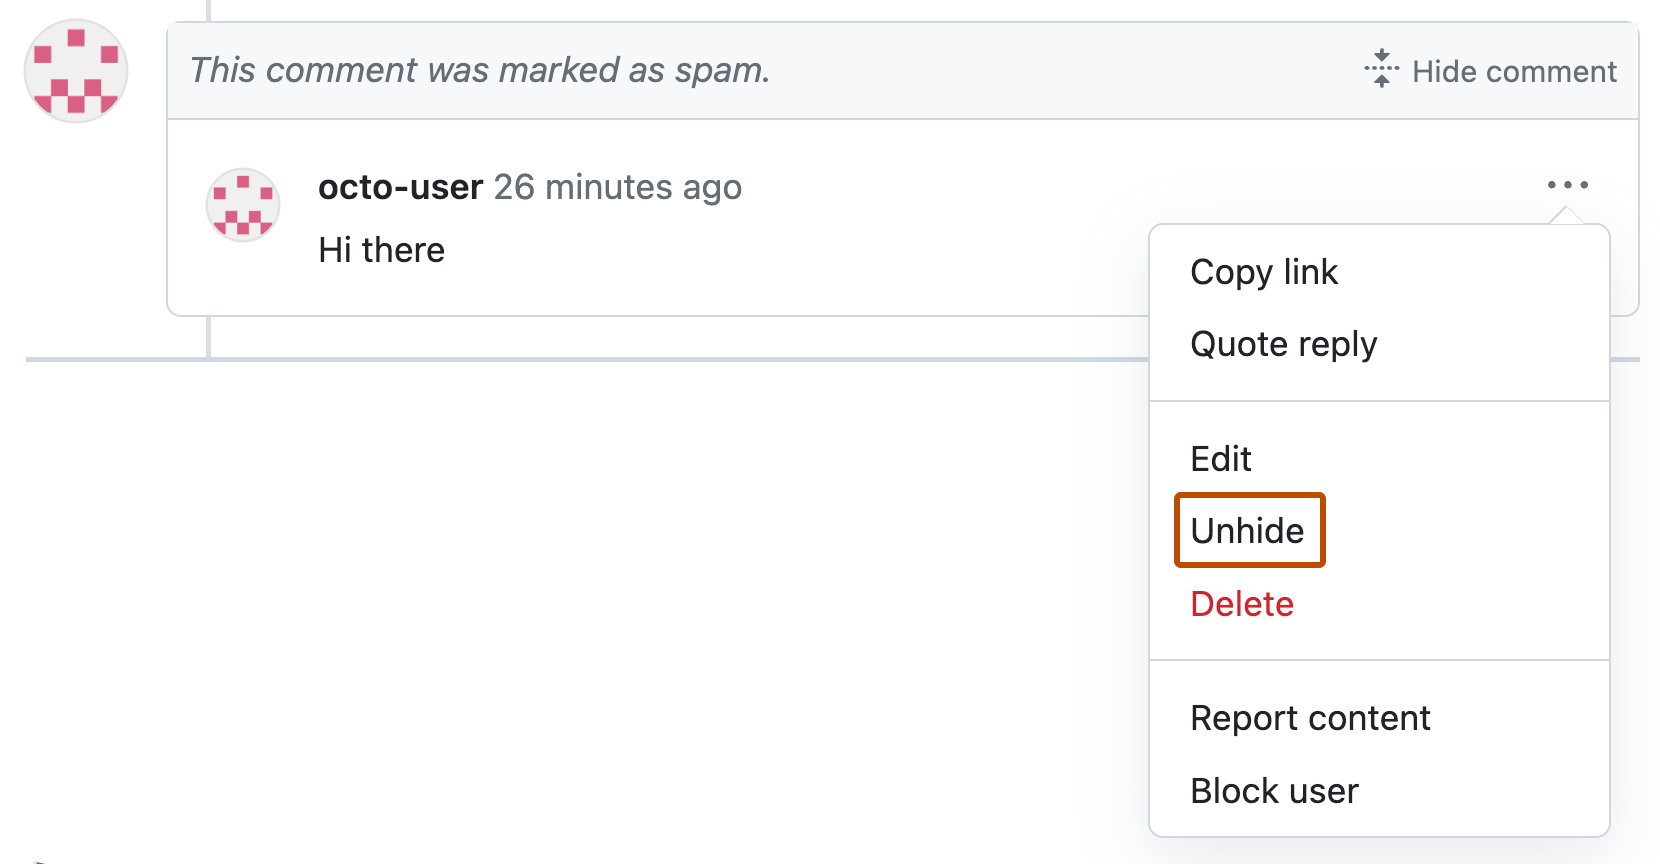 This comment was marked as spam.
Hide comment
octo-user 26 minutes ago
Hi there
Copy link
Quote reply
Edit
Unhide
Delete
Report content
Block user